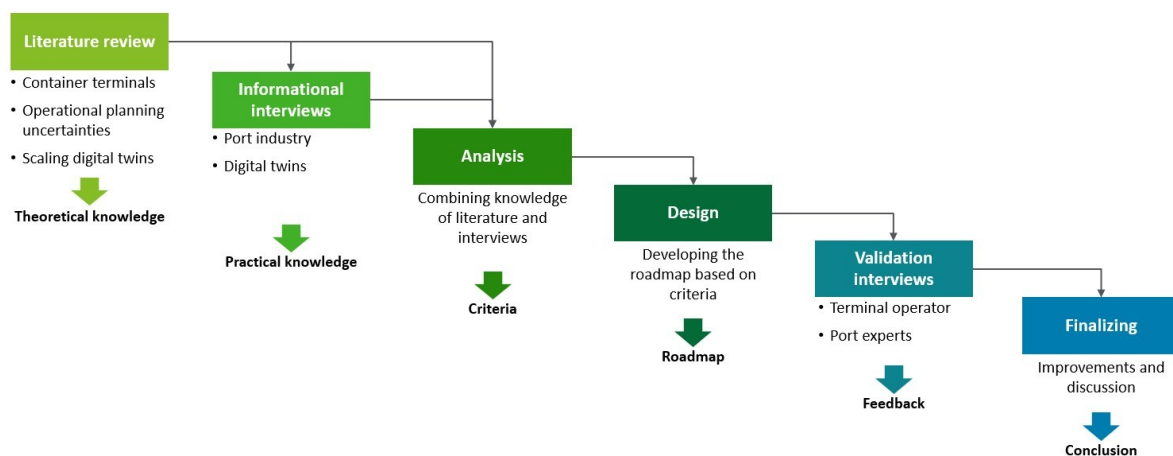 Literature review
• Container terminals
• Operational planning
uncertainties
• Scaling digital twins
Theoretical knowledge
Informational
interviews
• Port industry
• Digital twins
Practical knowledge
Analysis
Combining knowledge
of literature and
interviews
Criteria
Design
Developing the
roadmap based on
criteria
Roadmap
Validation
interviews
• Terminal operator
• Port experts
Feedback
Finalizing
Improvements and
discussion
Conclusion